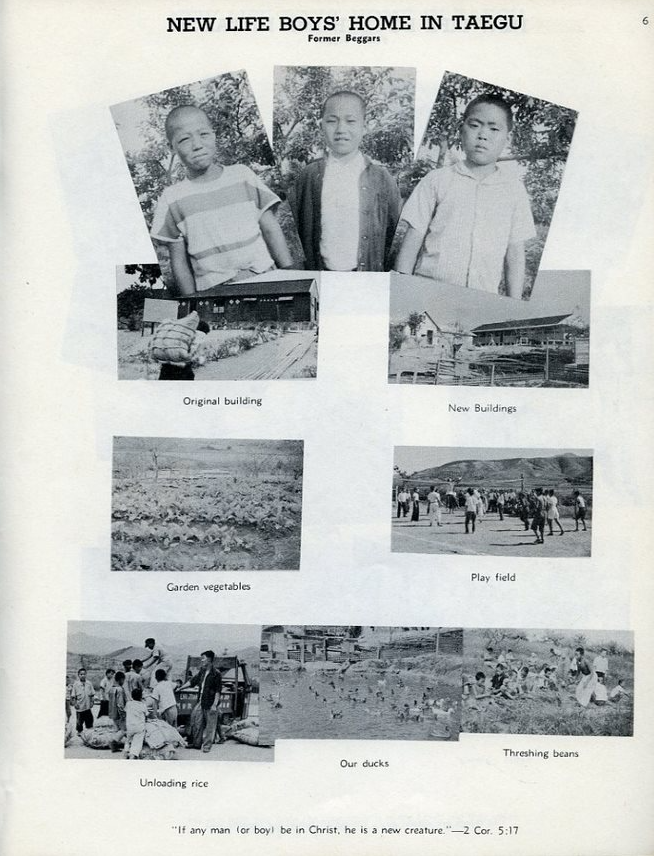 NEW LIFE BOYS' HOME IN TAEGU
6
Former Beggars
Original building
New Buildings
Garden vegetables
Play field
Unloading rice
Our ducks
Threshing beans
"If any man (or boy) be in Christ, he is a new creature."—2 Cor. 5:17